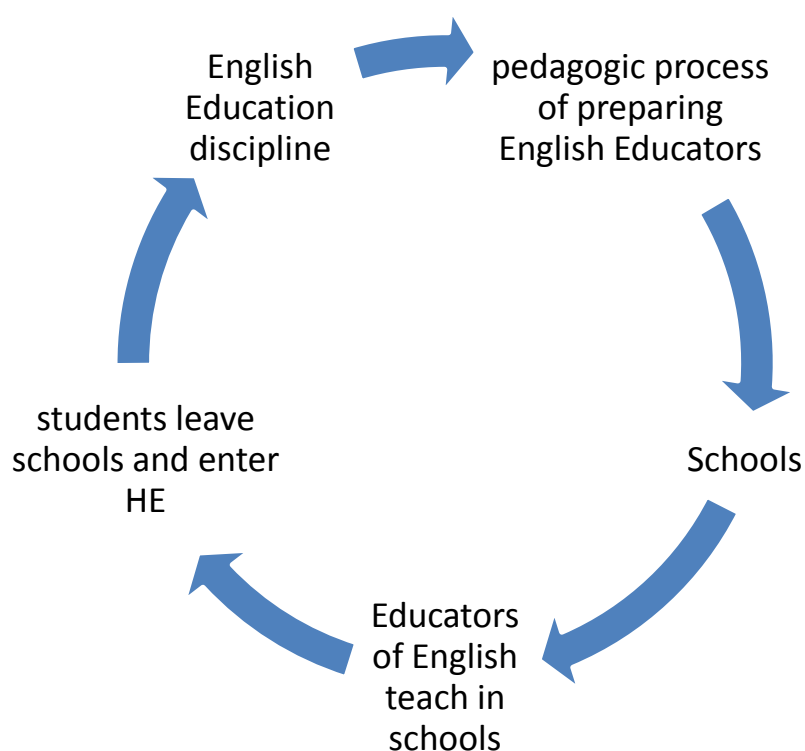 English
Education
discipline
pedagogic process
of preparing
English Educators
Schools
Educators
of English
teach in
schools
students leave
schools and enter
HE